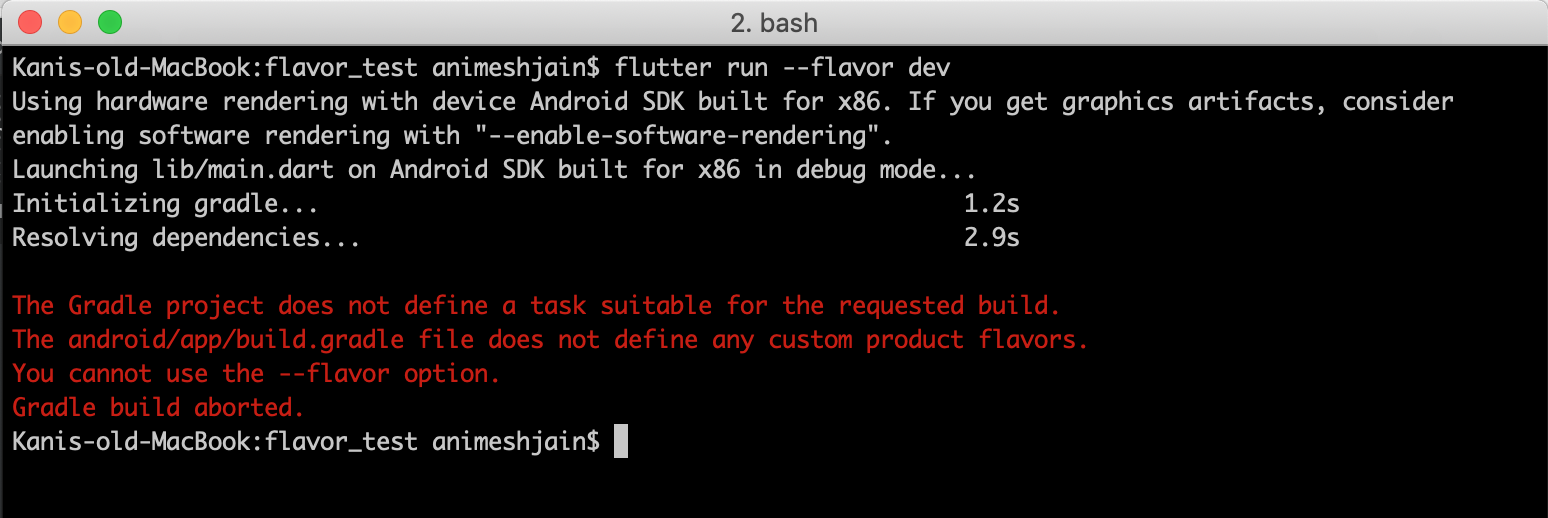 2. bash
Kanis-old-MacBook:flavor_test animeshjain$ flutter run --flavor dev
Using hardware rendering with device Android SDK built for x86. If you get graphics artifacts, consider
enabling software rendering with "--enable-software-rendering".
Launching lib/main.dart on Android SDK built for x86 in debug mode...
Initializing gradle... 1.2s
Resolving dependencies... 2.9s
The Gradle project does not define a task suitable for the requested build.
The android/app/build.gradle file does not define any custom product flavors.
You cannot use the --flavor option.
Gradle build aborted.
Kanis-old-MacBook:flavor_test animeshjain$